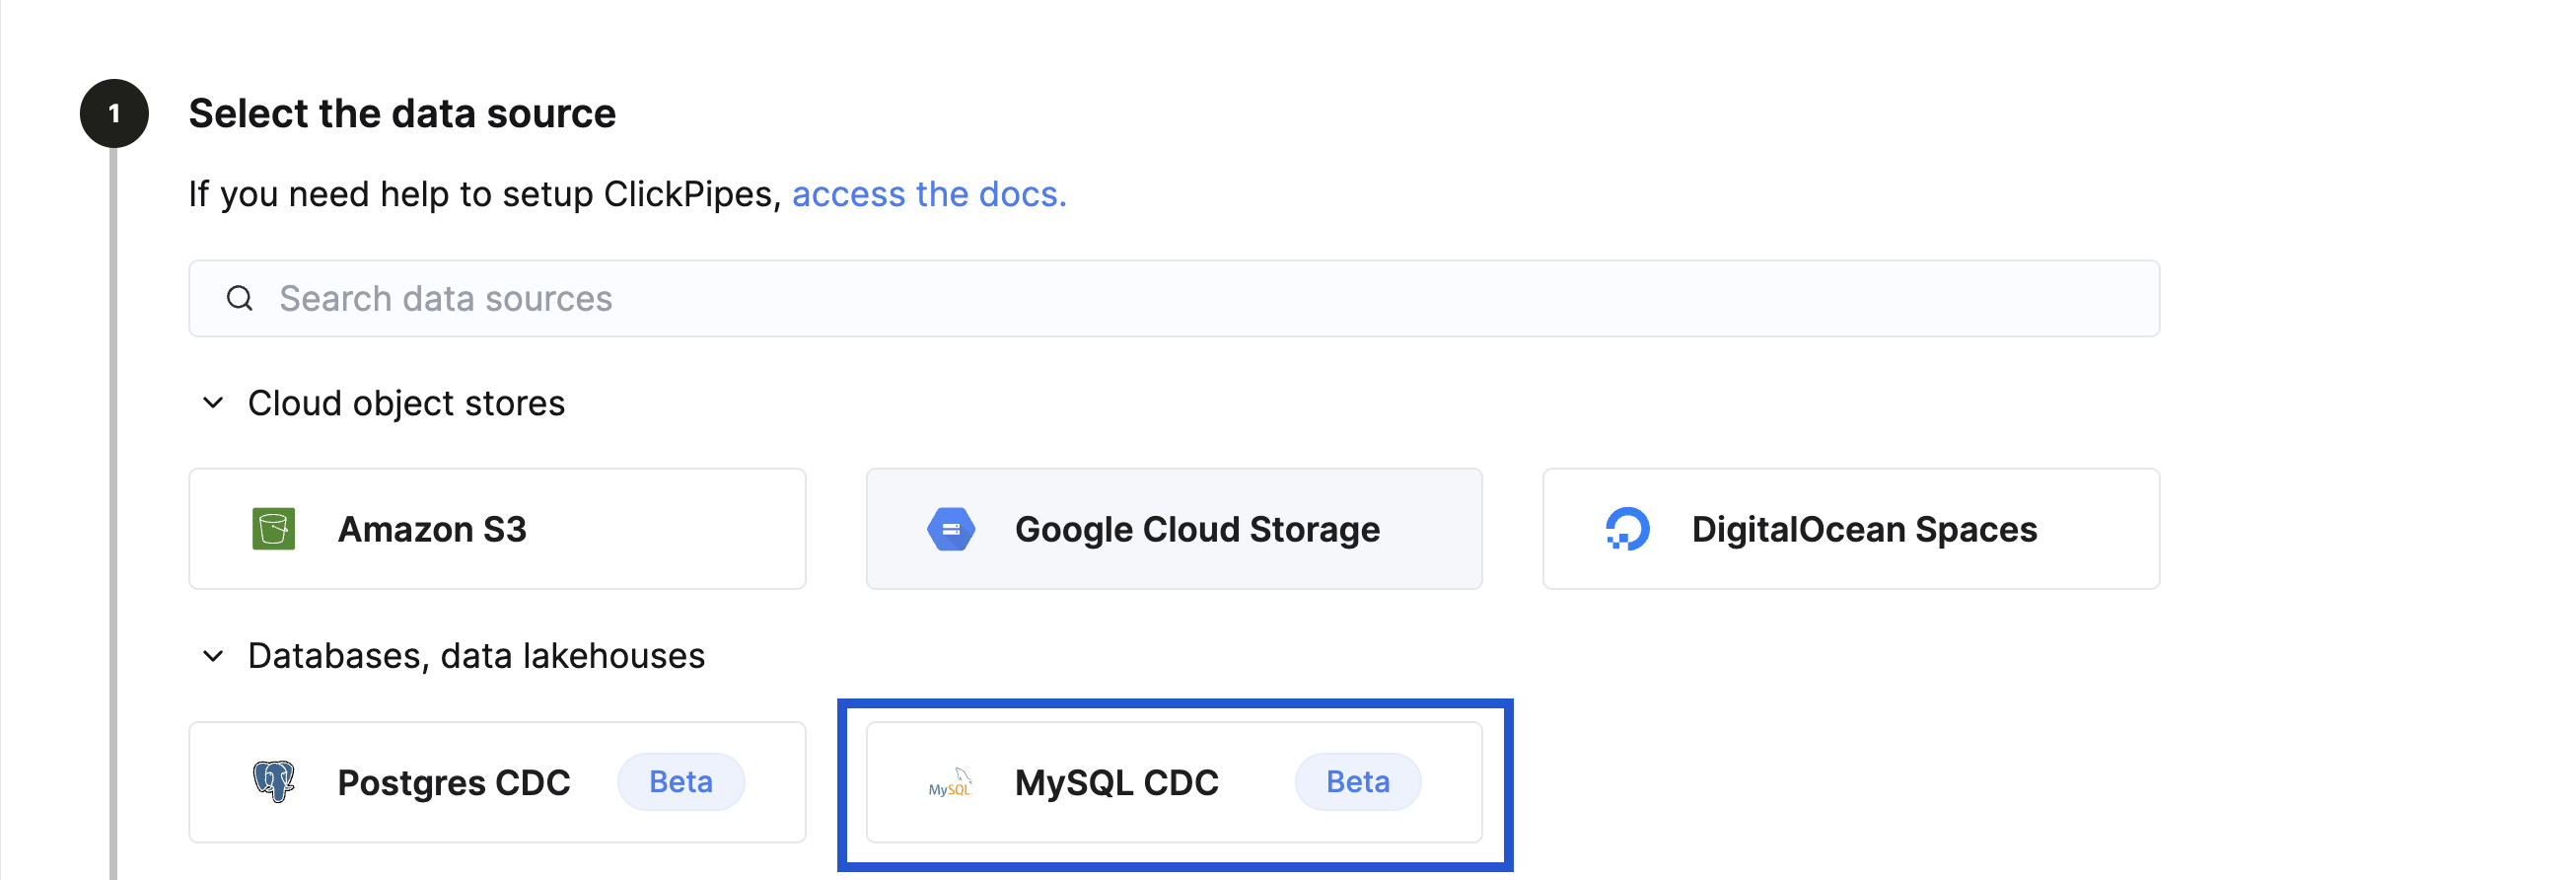 1
Select the data source
If you need help to setup ClickPipes, access the docs.
Search data sources
Cloud object stores
Amazon S3
Google Cloud Storage
DigitalOcean Spaces
Databases, data lakehouses
Postgres CDC Beta
MySQL MySQL CDC Beta